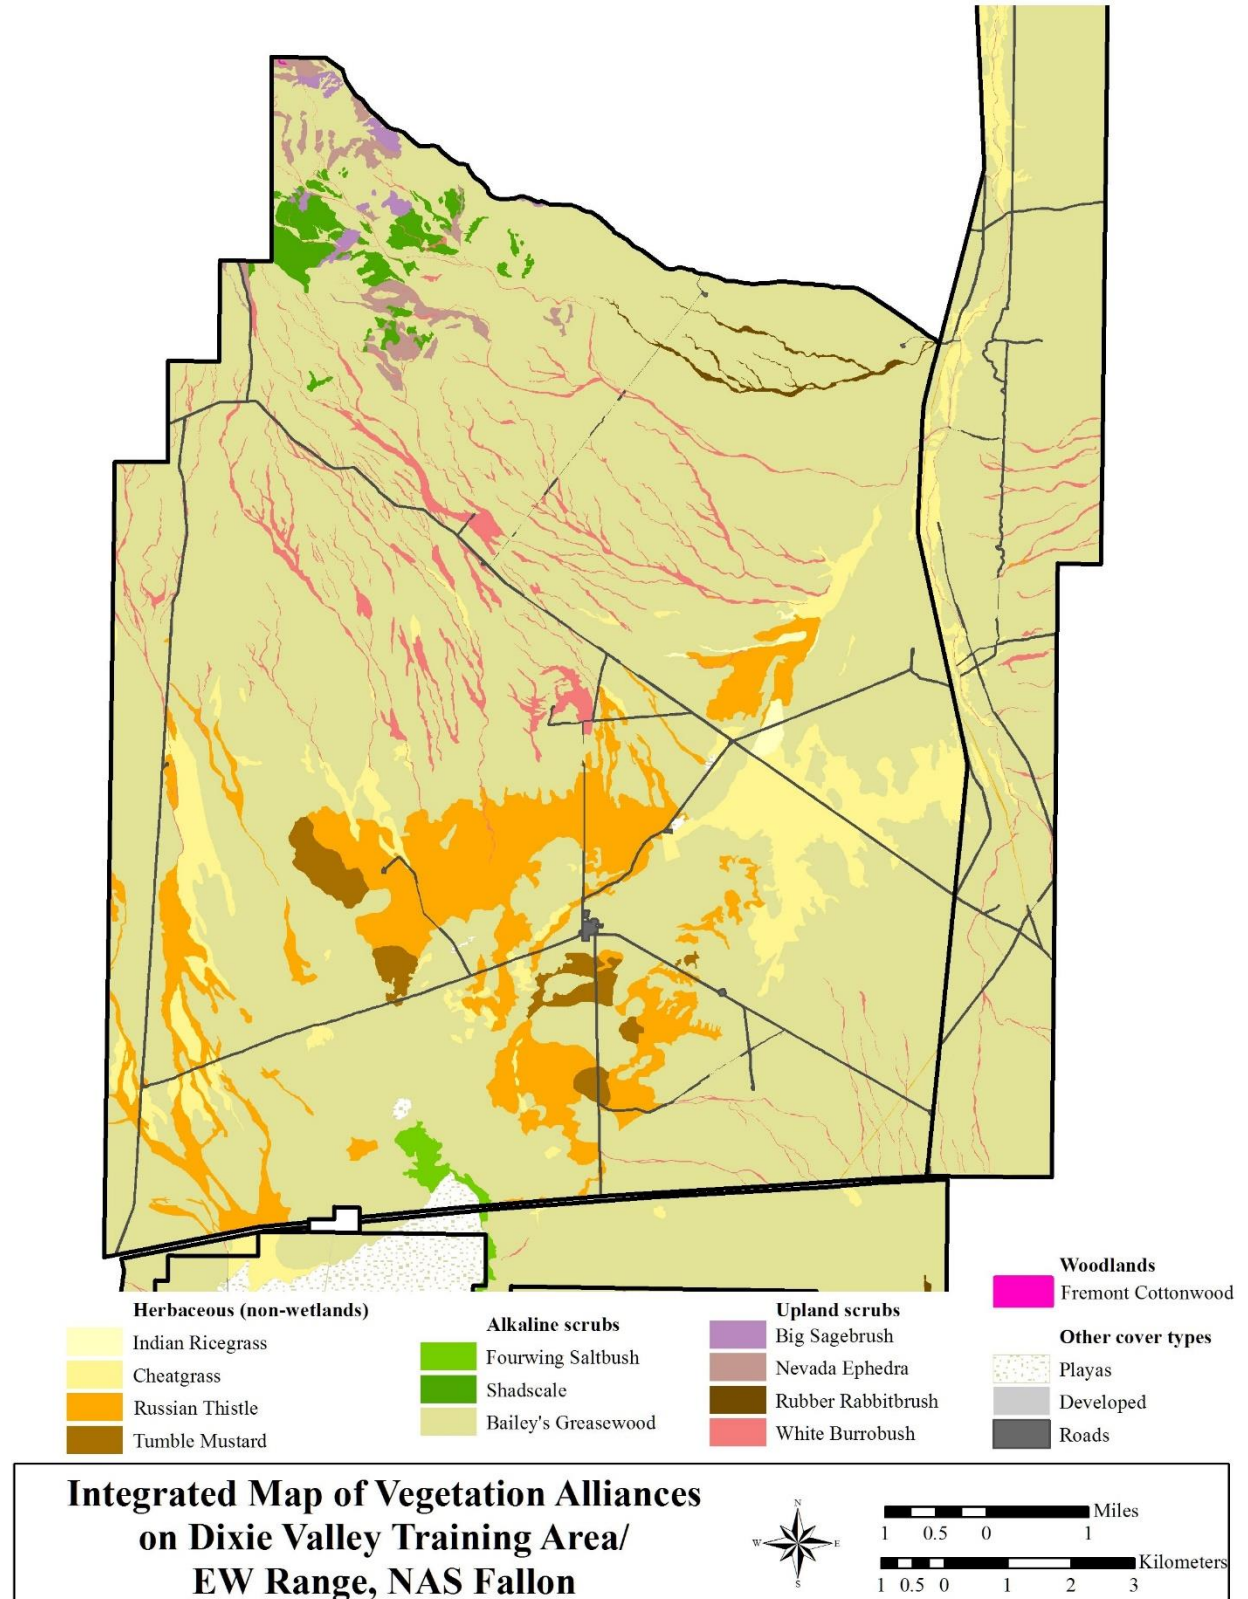 Herbaceous (non-wetlands)
Indian Ricegrass
Cheatgrass
Russian Thistle
Tumble Mustard
Alkaline scrubs
Fourwing Saltbush
Shadscale
Bailey's Greasewood
Upland scrubs
Big Sagebrush
Nevada Ephedra
Rubber Rabbitbrush
White Burrobush
Woodlands
Fremont Cottonwood
Other cover types
Playas
Developed
Roads
Integrated Map of Vegetation Alliances
on Dixie Valley Training Area/
EW Range, NAS Fallon
N
W E
S
Miles
1 0.5 0 1
Kilometers
1 0.5 0 1 2 3